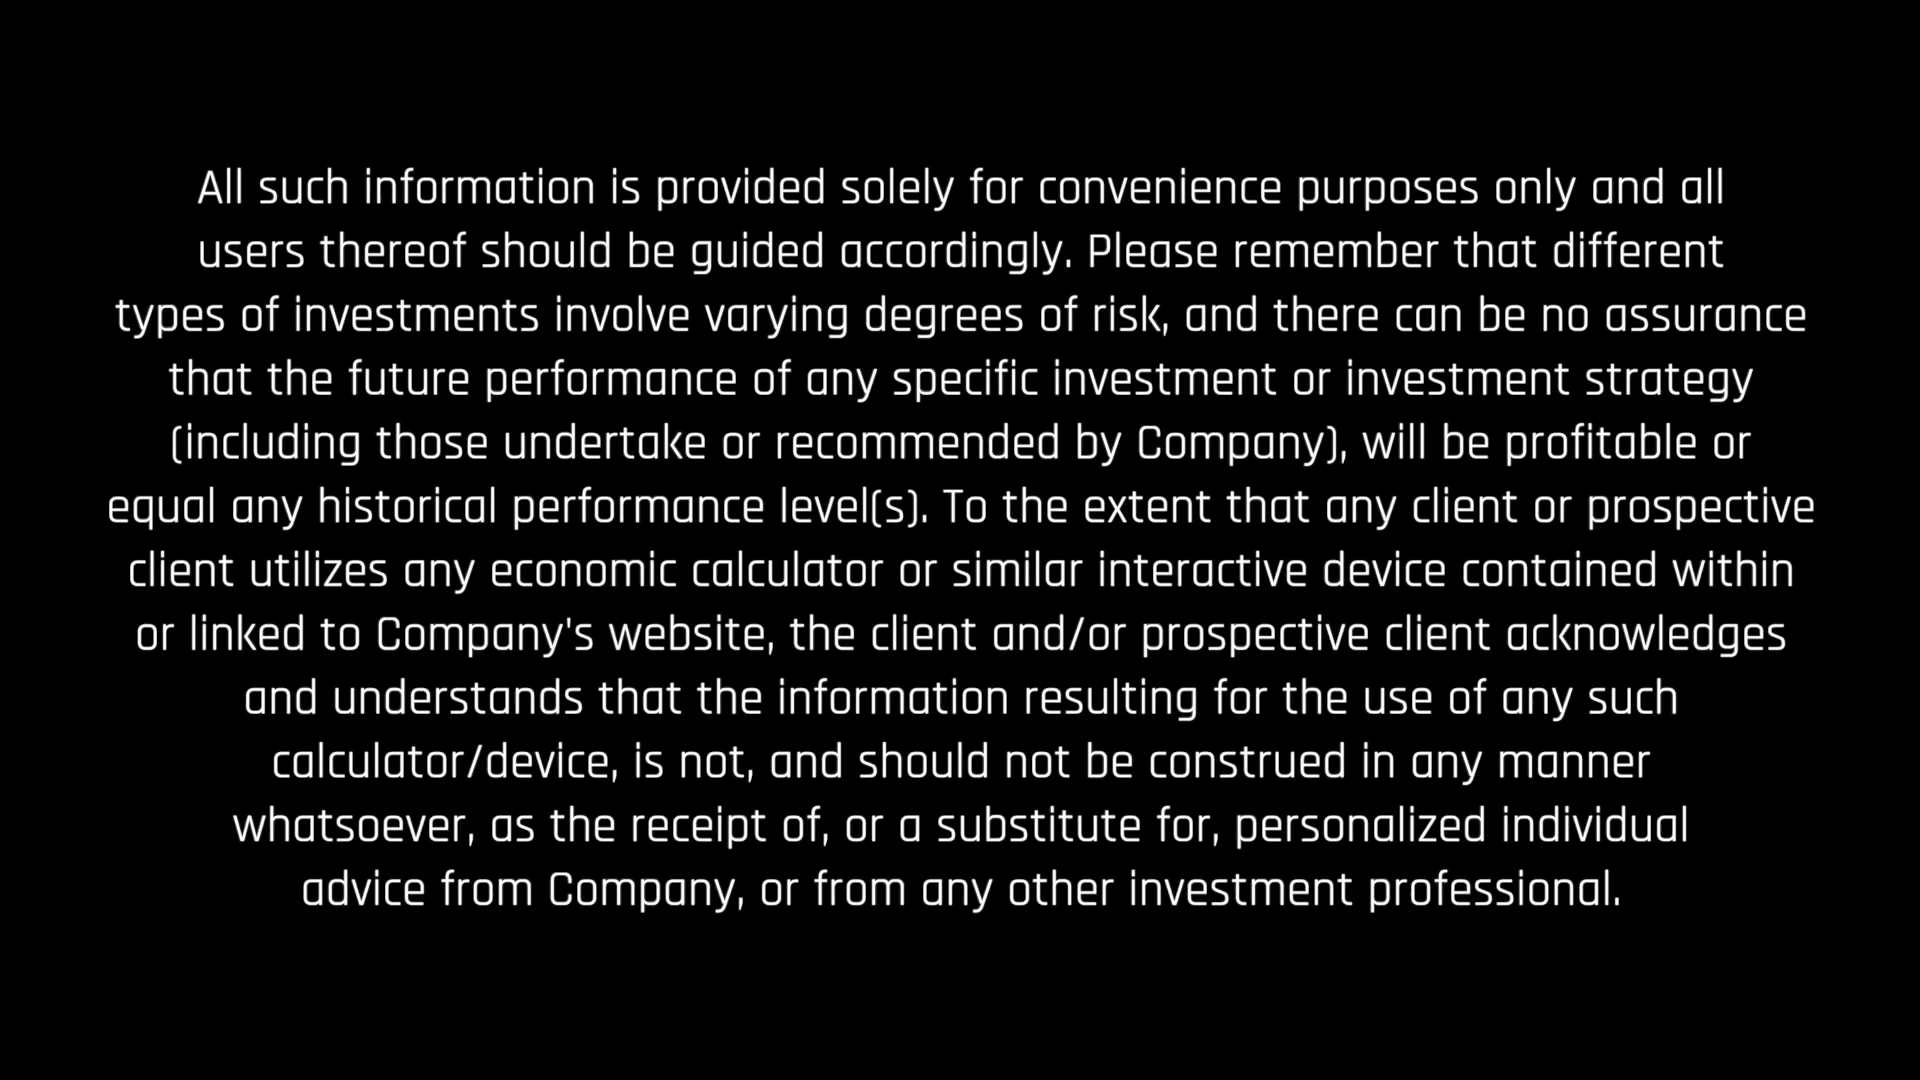 All such information is provided solely for convenience purposes only and all
users thereof should be guided accordingly. Please remember that different
types of investments involve varying degrees of risk, and there can be no assurance
that the future performance of any specific investment or investment strategy
(including those undertake or recommended by Company), will be profitable or
equal any historical performance level(s). To the extent that any client or prospective
client utilizes any economic calculator or similar interactive device contained within
or linked to Company's website, the client and/or prospective client acknowledges
and understands that the information resulting for the use of any such
calculator/device, is not, and should not be construed in any manner
whatsoever, as the receipt of, or a substitute for, personalized individual
advice from Company, or from any other investment professional.